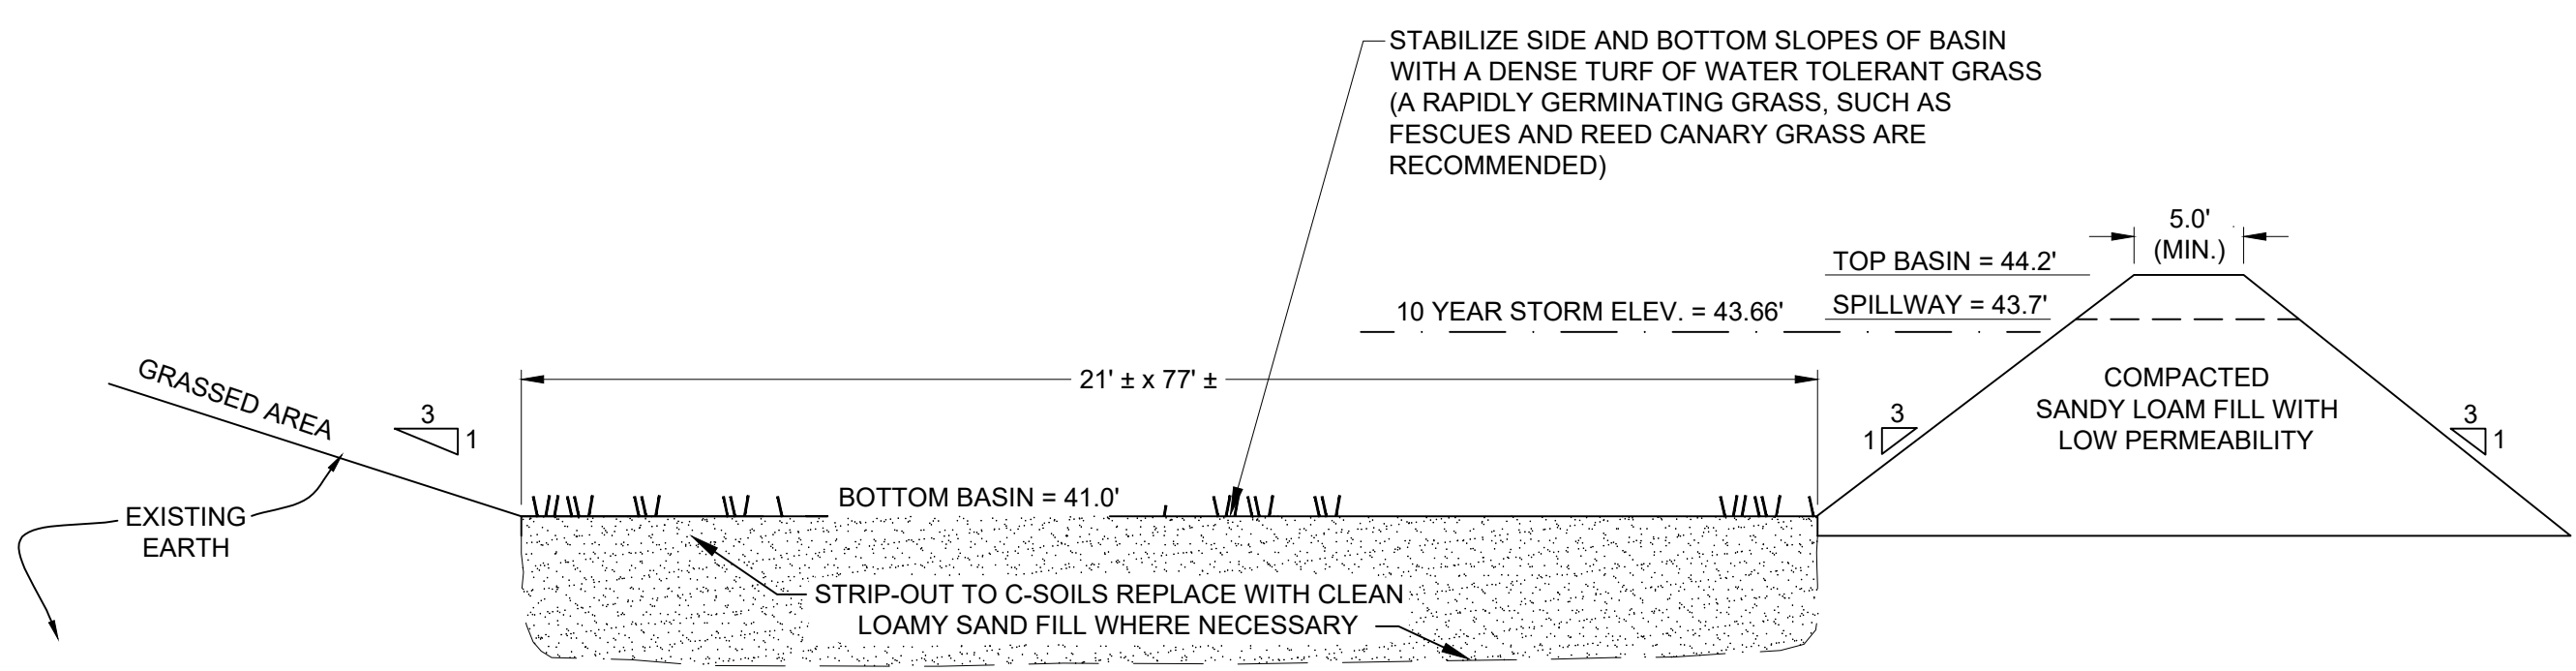 STABILIZE SIDE AND BOTTOM SLOPES OF BASIN
WITH A DENSE TURF OF WATER TOLERANT GRASS
(A RAPIDLY GERMINATING GRASS, SUCH AS
FESCUES AND REED CANARY GRASS ARE
RECOMMENDED)
5.0'
(MIN.)
TOP BASIN = 44.2'
10 YEAR STORM ELEV. = 43.66'
SPILLWAY = 43.7'
GRASSED AREA
21' ± x 77' ±
COMPACTED
SANDY LOAM FILL WITH
LOW PERMEABILITY
3
1
3
1
3
1
BOTTOM BASIN = 41.0'
EXISTING
EARTH
STRIP-OUT TO C-SOILS REPLACE WITH CLEAN
LOAMY SAND FILL WHERE NECESSARY